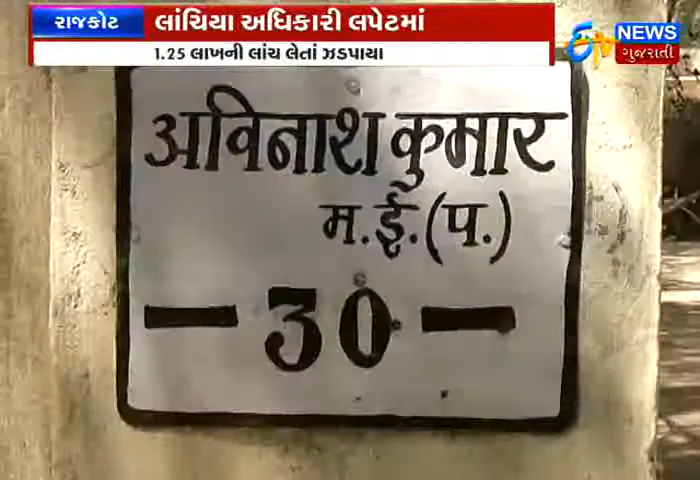 રાજકોટ
લાંચિયા અધિકારી લપેટમાં
1.25 લાખની લાંચ લેતાં ઝડપાયા
etv NEWS
ગુજરાતી
अविनाश कुमार
म.ई.(प.)
— 30 —